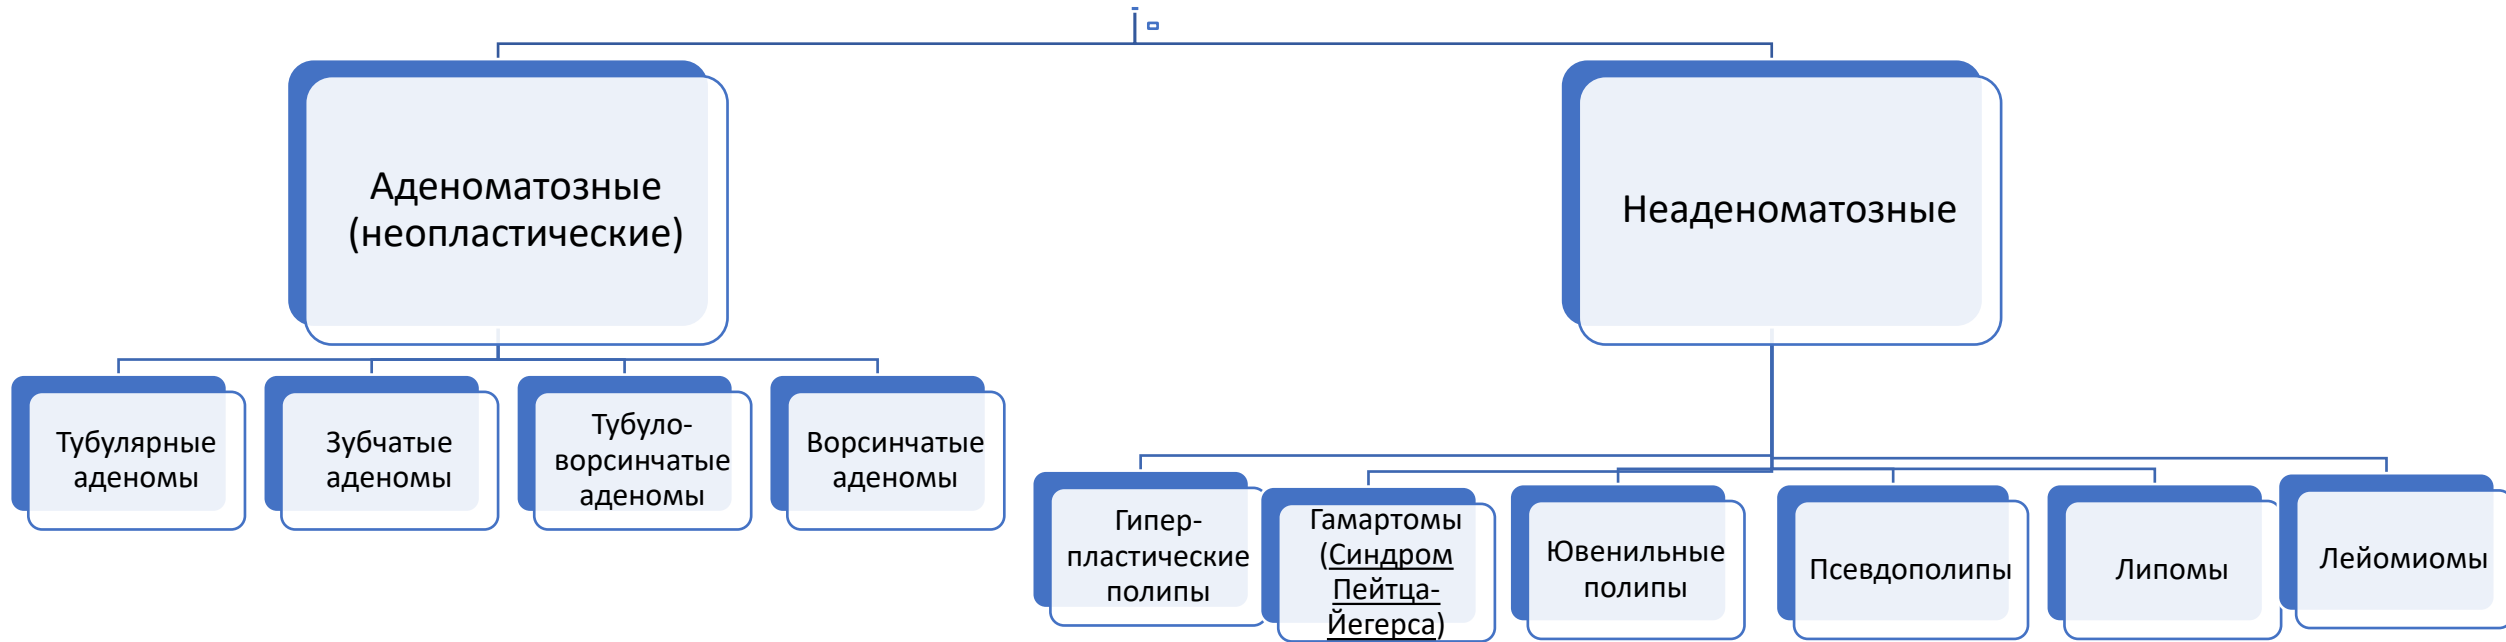 Аденоматозные
(неопластические)
Неаденоматозные
Тубулярные
аденомы
Зубчатые
аденомы
Тубуло-
ворсинчатые
аденомы
Ворсинчатые
аденомы
Гипер-
пластические
полипы
Гамартомы
(Синдром
Пейтца-
Йегерса)
Ювенильные
полипы
Псевдополипы
Липомы
Лейомиомы